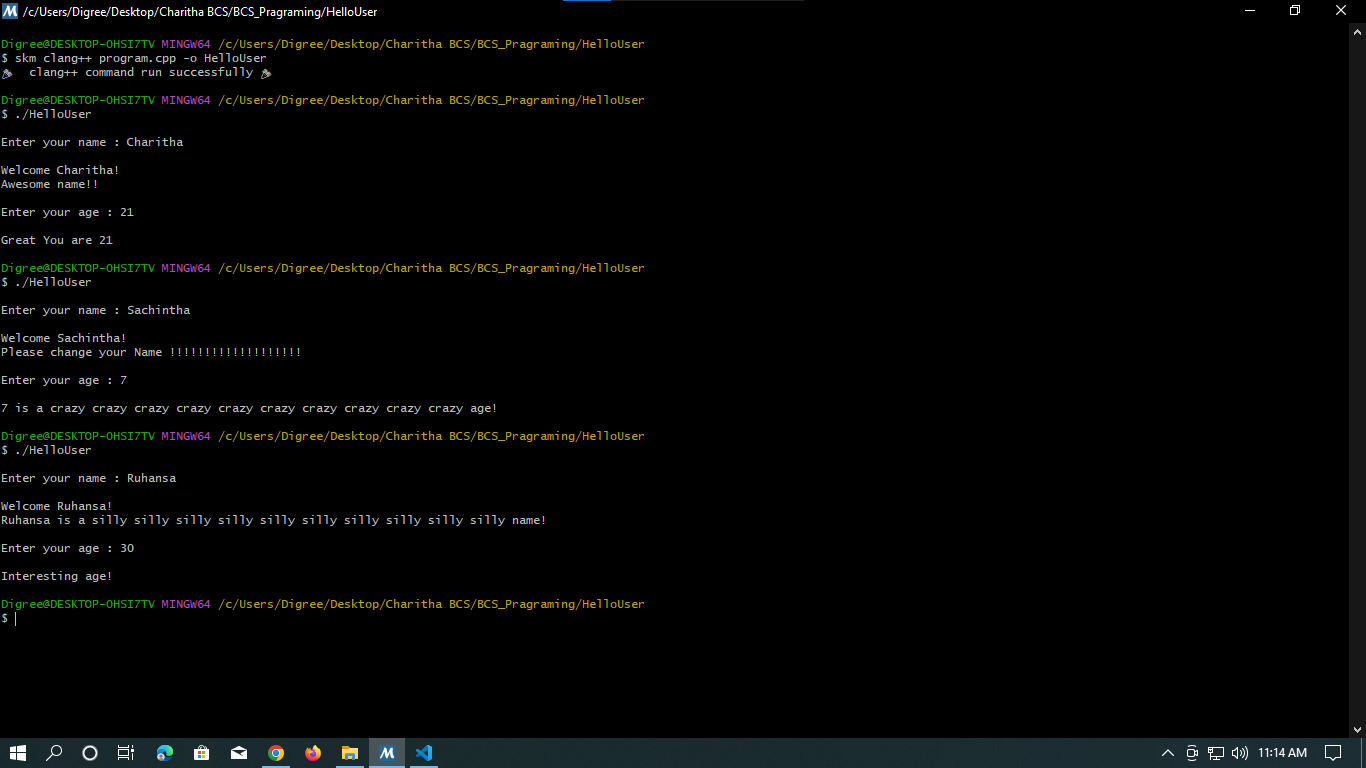 /c/Users/Digree/Desktop/Charitha BCS/BCS_Pragraming/HelloUser
Digree@DESKTOP-OHSI7TV MINGW64 /c/Users/Digree/Desktop/Charitha BCS/BCS_Pragraming/HelloUser
$ skm clang++ program.cpp -o HelloUser
clang++ command run successfully
Digree@DESKTOP-OHSI7TV MINGW64 /c/Users/Digree/Desktop/Charitha BCS/BCS_Pragraming/HelloUser
$ ./HelloUser
Enter your name : Charitha
Welcome Charitha!
Awesome name!!
Enter your age : 21
Great You are 21
Digree@DESKTOP-OHSI7TV MINGW64 /c/Users/Digree/Desktop/Charitha BCS/BCS_Pragraming/HelloUser
$ ./HelloUser
Enter your name : Sachintha
Welcome Sachintha!
Please change your Name !!!!!!!!!!!!!!!!!!!
Enter your age : 7
7 is a crazy crazy crazy crazy crazy crazy crazy crazy crazy crazy age!
Digree@DESKTOP-OHSI7TV MINGW64 /c/Users/Digree/Desktop/Charitha BCS/BCS_Pragraming/HelloUser
$ ./HelloUser
Enter your name : Ruhansa
Welcome Ruhansa!
Ruhansa is a silly silly silly silly silly silly silly silly silly silly name!
Enter your age : 30
Interesting age!
Digree@DESKTOP-OHSI7TV MINGW64 /c/Users/Digree/Desktop/Charitha BCS/BCS_Pragraming/HelloUser
$
11:14 AM